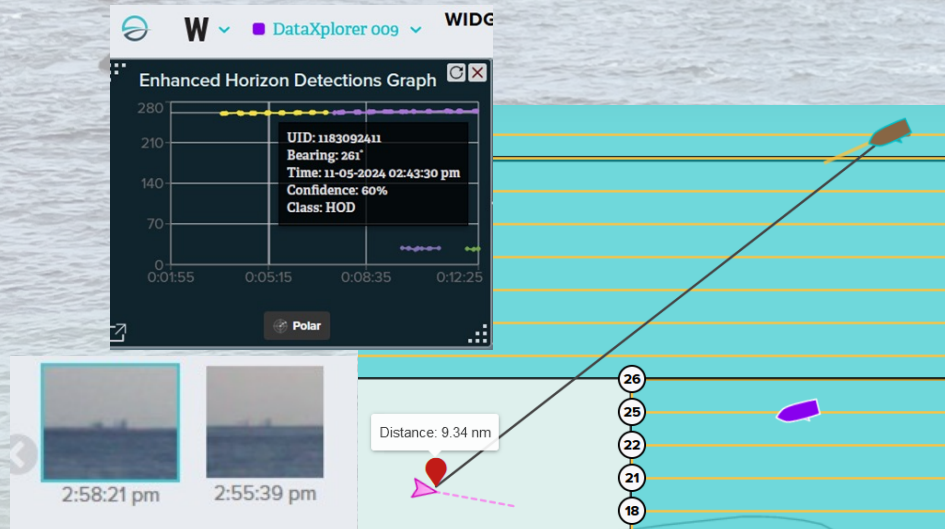 W
DataXplorer 009
WIDG
Enhanced Horizon Detections Graph
280
210
140
70
0
UID: 1183092411
Bearing: 261°
Time: 11-05-2024 02:43:30 pm
Confidence: 60%
Class: HOD
0:01:55
0:05:15
0:08:35
0:12:25
Polar
2:58:21 pm
2:55:39 pm
Distance: 9.34 nm
26
25
22
21
18